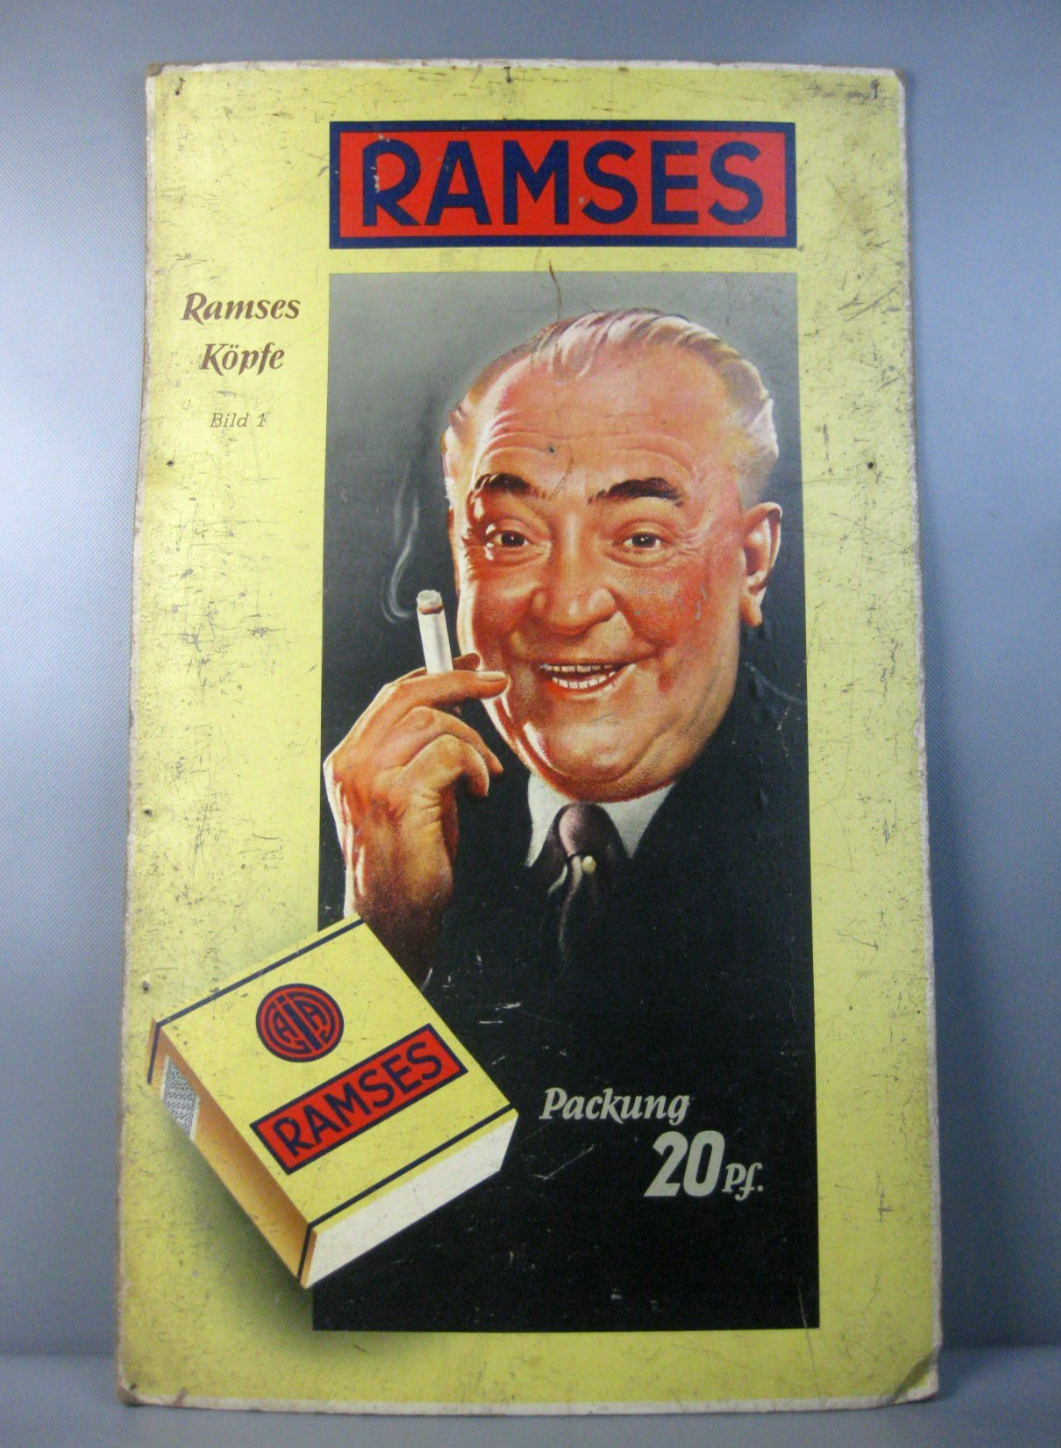 RAMSES
Ramses
Köpfe
Bild 1
RAMSES
Packung
20 Pf.